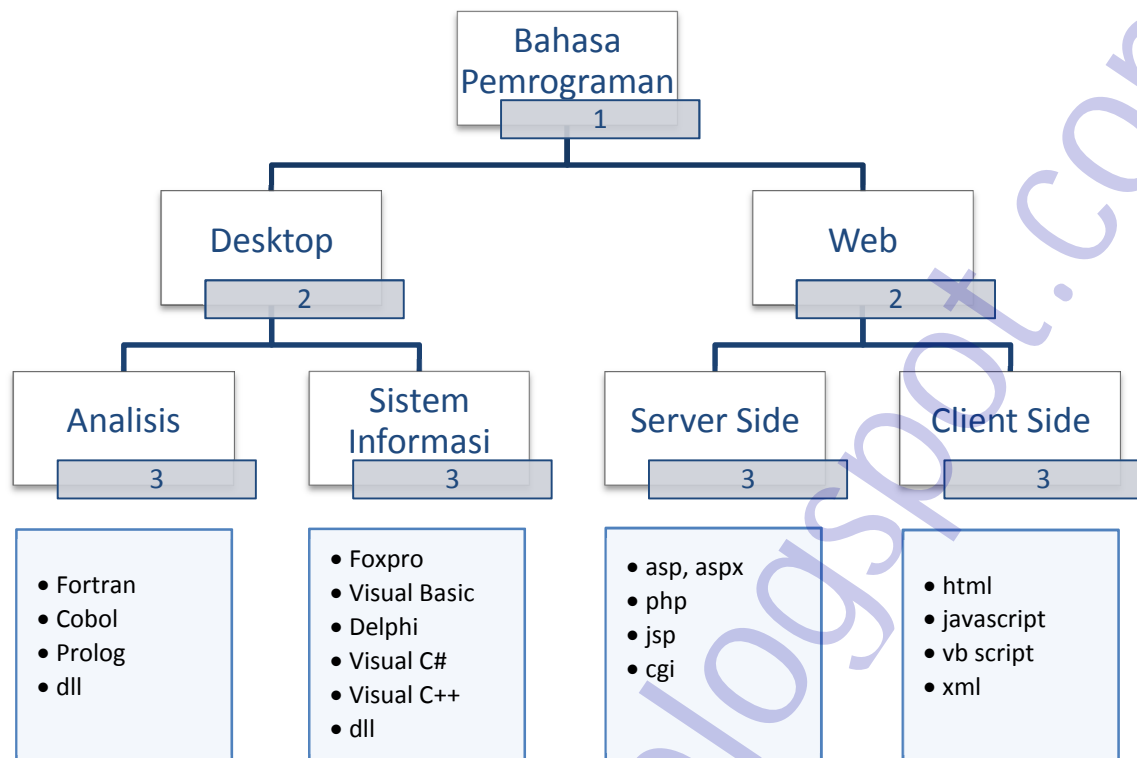 Bahasa
Pemrograman
1
Desktop
2
Web
2
Analisis
3
Sistem
Informasi
3
Server Side
3
Client Side
3
• Fortran
• Cobol
• Prolog
• dll
• Foxpro
• Visual Basic
• Delphi
• Visual C#
• Visual C++
• dll
• asp, aspx
• php
• jsp
• cgi
• html
• javascript
• vb script
• xml
logspot.co